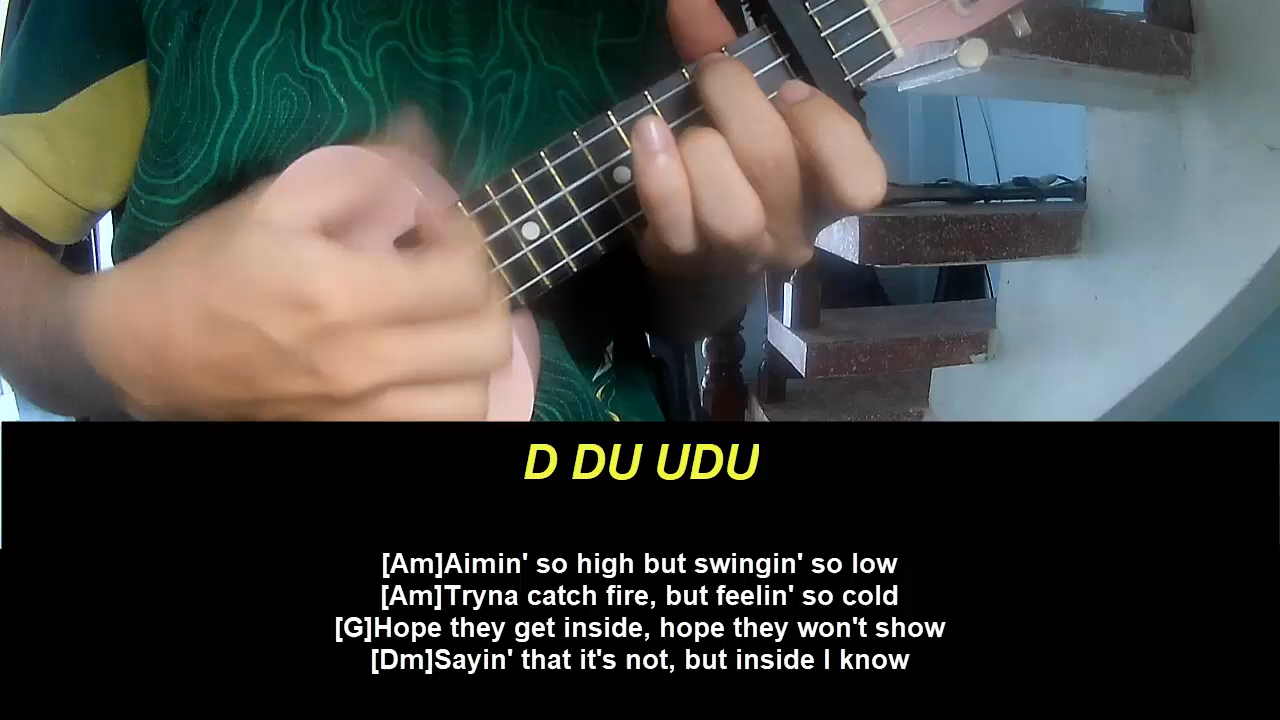 D DU UDU
[Am]Aimin' so high but swingin' so low
[Am]Tryna catch fire, but feelin' so cold
[G]Hope they get inside, hope they won't show
[Dm]Sayin' that it's not, but inside I know